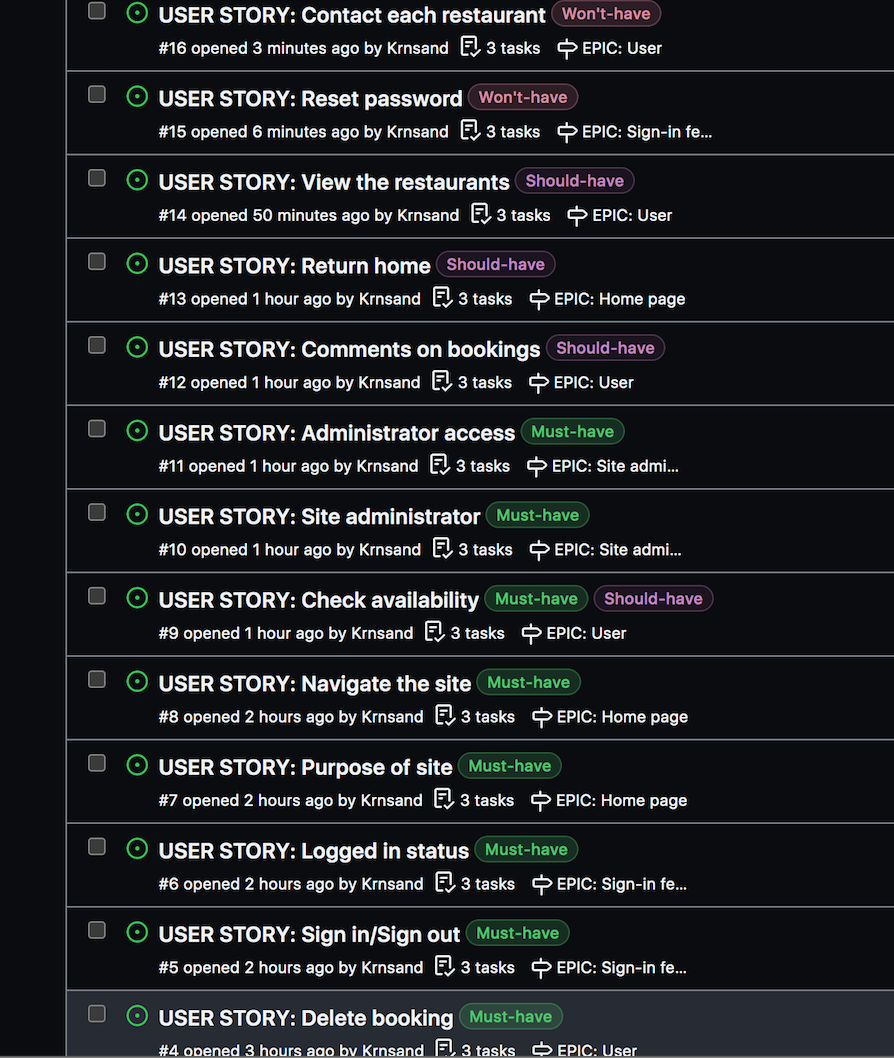 USER STORY: Contact each restaurant Won't-have
#16 opened 3 minutes ago by Krnsand 3 tasks EPIC: User
USER STORY: Reset password Won't-have
#15 opened 6 minutes ago by Krnsand 3 tasks EPIC: Sign-in fe...
USER STORY: View the restaurants Should-have
#14 opened 50 minutes ago by Krnsand 3 tasks EPIC: User
USER STORY: Return home Should-have
#13 opened 1 hour ago by Krnsand 3 tasks EPIC: Home page
USER STORY: Comments on bookings Should-have
#12 opened 1 hour ago by Krnsand 3 tasks EPIC: User
USER STORY: Administrator access Must-have
#11 opened 1 hour ago by Krnsand 3 tasks EPIC: Site admi...
USER STORY: Site administrator Must-have
#10 opened 1 hour ago by Krnsand 3 tasks EPIC: Site admi...
USER STORY: Check availability Must-have Should-have
#9 opened 1 hour ago by Krnsand 3 tasks EPIC: User
USER STORY: Navigate the site Must-have
#8 opened 2 hours ago by Krnsand 3 tasks EPIC: Home page
USER STORY: Purpose of site Must-have
#7 opened 2 hours ago by Krnsand 3 tasks EPIC: Home page
USER STORY: Logged in status Must-have
#6 opened 2 hours ago by Krnsand 3 tasks EPIC: Sign-in fe...
USER STORY: Sign in/Sign out Must-have
#5 opened 2 hours ago by Krnsand 3 tasks EPIC: Sign-in fe...
USER STORY: Delete booking Must-have
#4 opened 3 hours ago by Krnsand 3 tasks EPIC: User